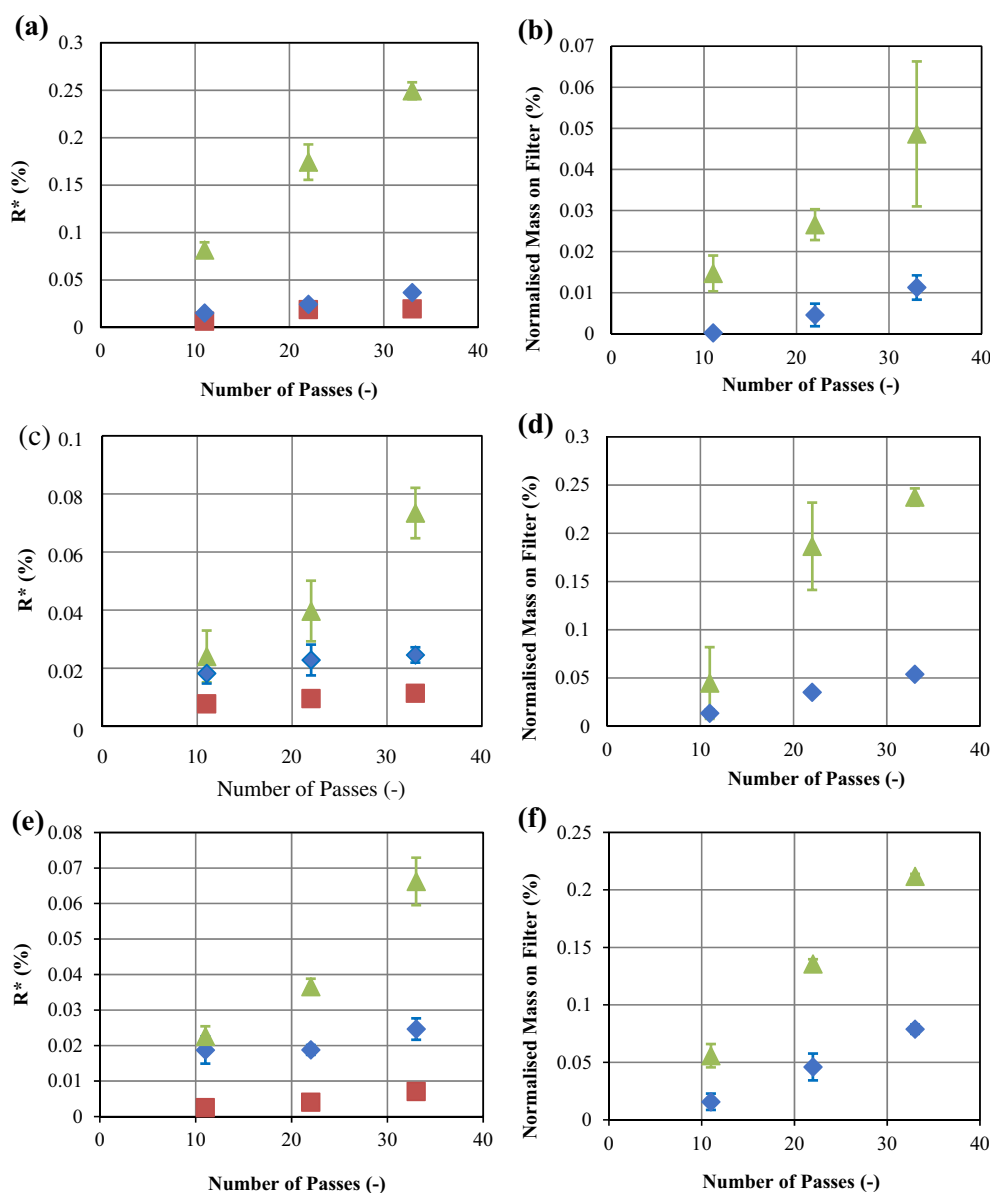 (a)
0.3
0.25
0.2
0.15
0.1
0.05
0
R* (%)
0 10 20 30 40
Number of Passes (-)
(b)
0.07
0.06
0.05
0.04
0.03
0.02
0.01
0
Normalised Mass on Filter (%)
0 10 20 30 40
Number of Passes (-)
(c)
0.1
0.08
0.06
0.04
0.02
0
R* (%)
0 10 20 30 40
Number of Passes (-)
(d)
0.3
0.25
0.2
0.15
0.1
0.05
0
Normalised Mass on Filter (%)
0 10 20 30 40
Number of Passes (-)
(e)
0.08
0.07
0.06
0.05
0.04
0.03
0.02
0.01
0
R* (%)
0 10 20 30 40
Number of Passes (-)
(f)
0.25
0.2
0.15
0.1
0.05
0
Normalised Mass on Filter (%)
0 10 20 30 40
Number of Passes (-)